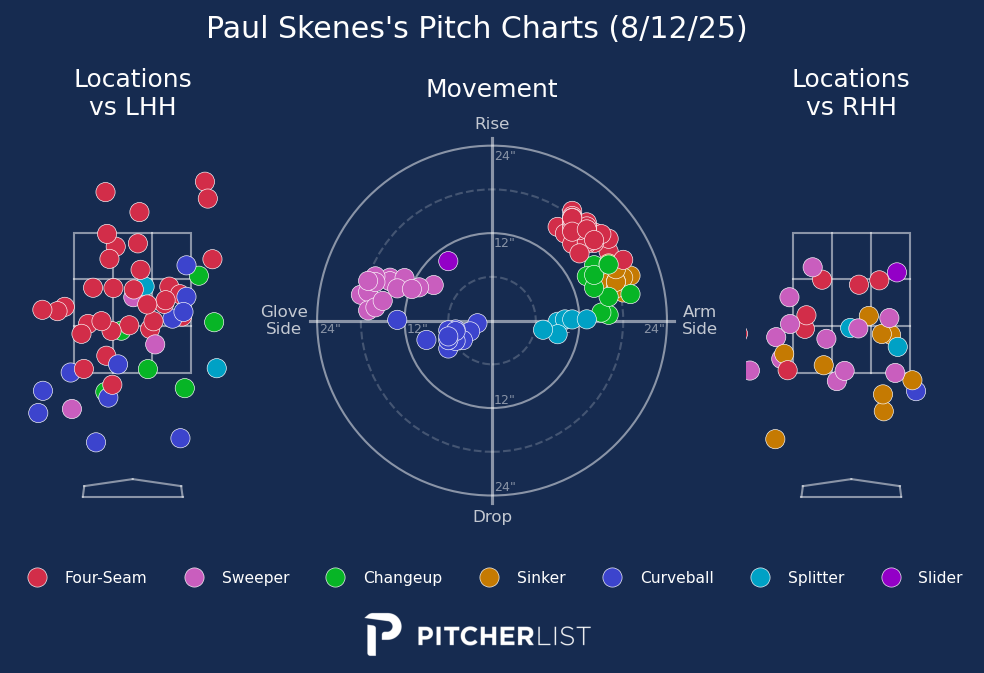 Paul Skenes's Pitch Charts (8/12/25)
Locations
vs LHH
Movement
Locations
vs RHH
Rise
24"
12"
Glove
Side
24"
12"
24"
Arm
Side
12"
24"
Drop
Four-Seam
Sweeper
Changeup
Sinker
Curveball
Splitter
Slider
PITCHERLIST